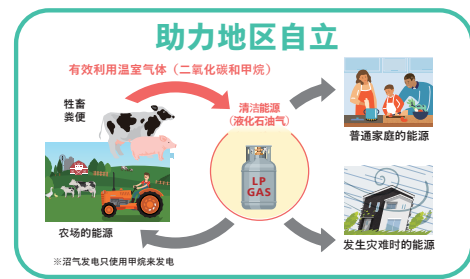 助力地区自立
有效利用温室气体（二氧化碳和甲烷）
牲畜
粪便
清洁能源
（液化石油气）
LP
GAS
普通家庭的能源
农场的能源
发生灾难时的能源
※沼气发电只使用甲烷来发电